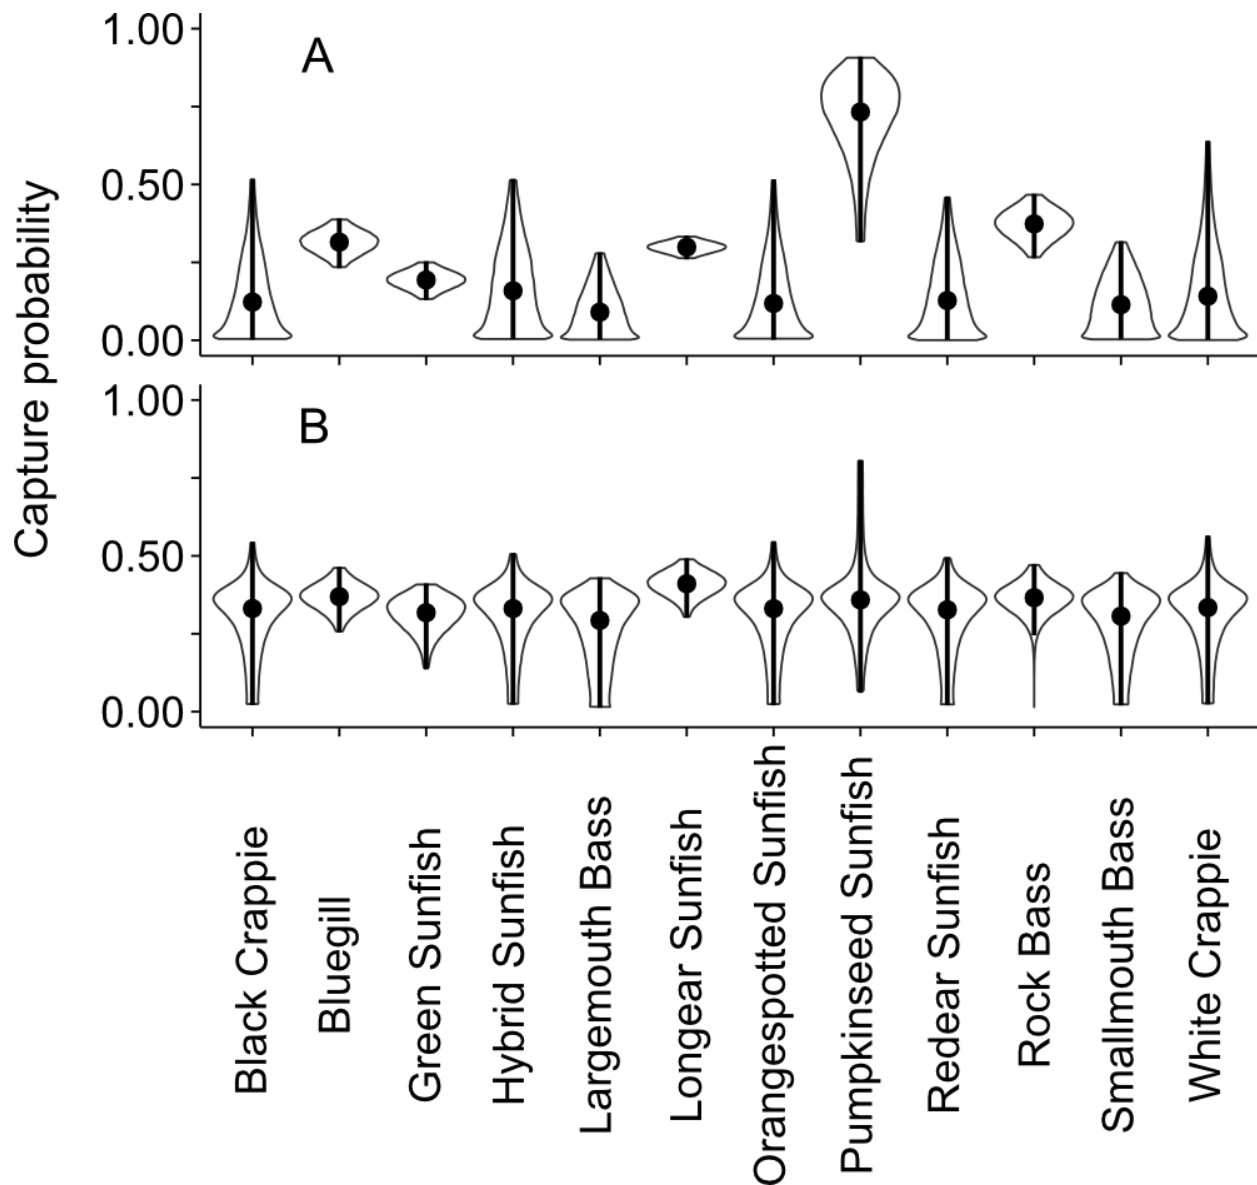 Capture probability
A
1.00
0.50
0.00
B
1.00
0.50
0.00
Black Crappie
Bluegill
Green Sunfish
Hybrid Sunfish
Largemouth Bass
Longear Sunfish
Orangespotted Sunfish
Pumpkinseed Sunfish
Redear Sunfish
Rock Bass
Smallmouth Bass
White Crappie